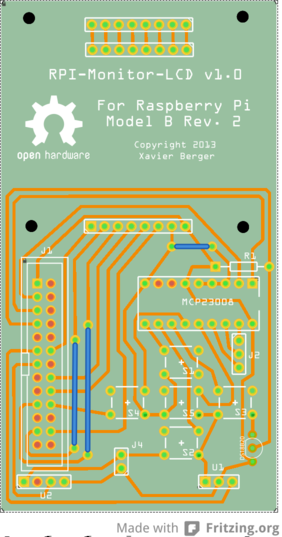 RPI-Monitor-LCD v1.0
For Raspberry Pi
Model B Rev. 2
open hardware
Copyright 2013
Xavier Berger
J1
R1
MCP23008
J2
S1
S4
S5
S3
J4
S2
U1
U2
Made with Fritzing.org